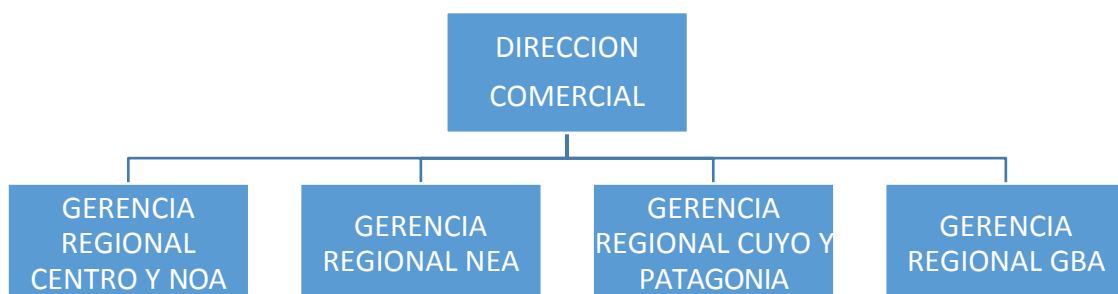 DIRECCION
COMERCIAL
GERENCIA
REGIONAL
CENTRO Y NOA
GERENCIA
REGIONAL NEA
GERENCIA
REGIONAL CUYO Y
PATAGONIA
GERENCIA
REGIONAL GBA